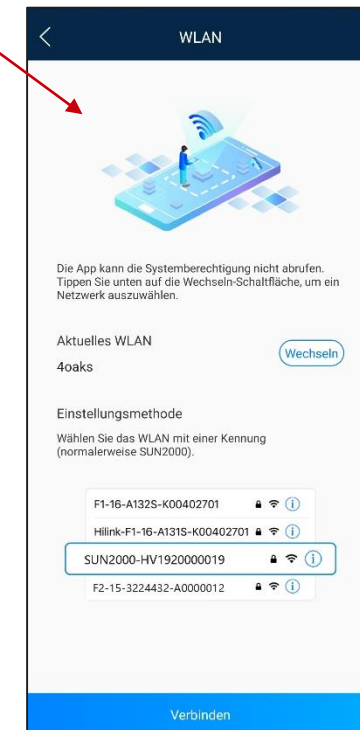 WLAN
Die App kann die Systemberechtigung nicht abrufen.
Tippen Sie unten auf die Wechseln-Schaltfläche, um ein
Netzwerk auszuwählen.
Aktuelles WLAN
Wechseln
4oaks
Einstellungsmethode
Wählen Sie das WLAN mit einer Kennung
(normalerweise SUN2000).
F1-16-A132S-K00402701
Hilink-F1-16-A131S-K00402701
SUN2000-HV1920000019
F2-15-3224432-A0000012
Verbinden